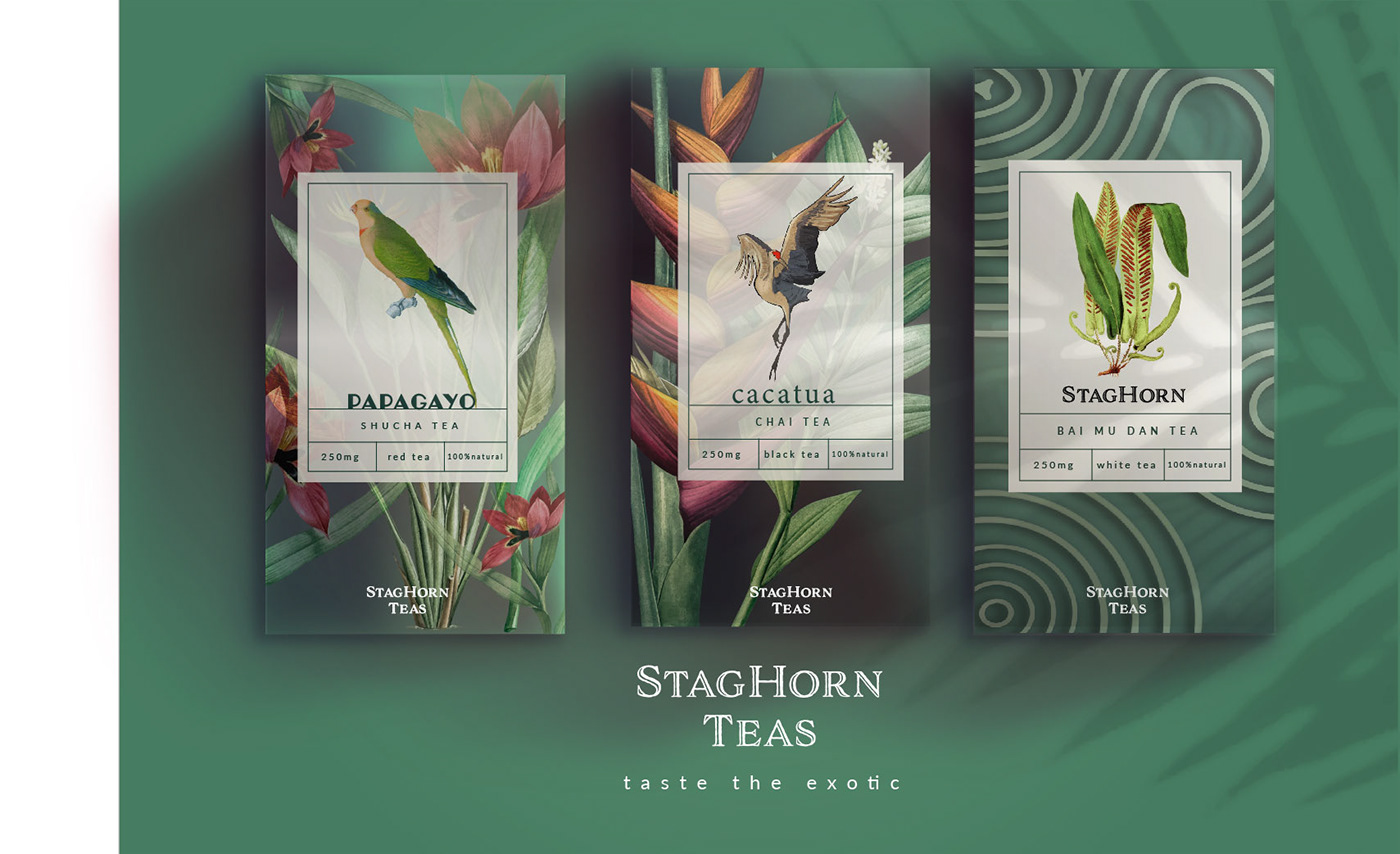 PAPAGAYO
SHUCHA TEA
250mg red tea 100%natural
STAGHORN
TEAS
cacatua
CHAI TEA
250mg black tea 100%natural
STAGHORN
TEAS
STAGHORN
BAI MU DAN TEA
250mg white tea 100%natural
STAGHORN
TEAS
STAGHORN
TEAS
taste the exotic